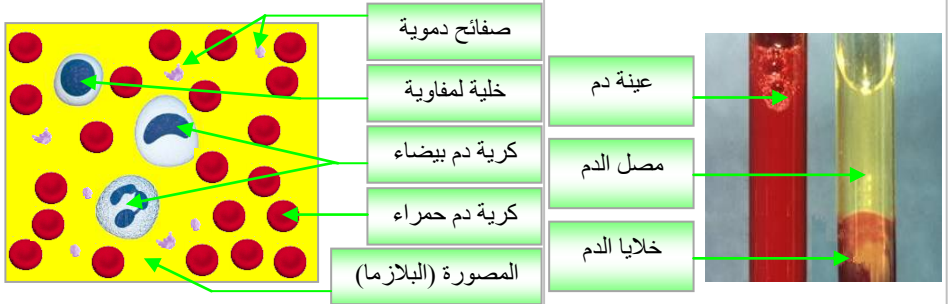 صفائح دموية
خلية لمفاوية
كرية دم بيضاء
كرية دم حمراء
المصورة (البلازما)
عينة دم
مصل الدم
خلايا الدم